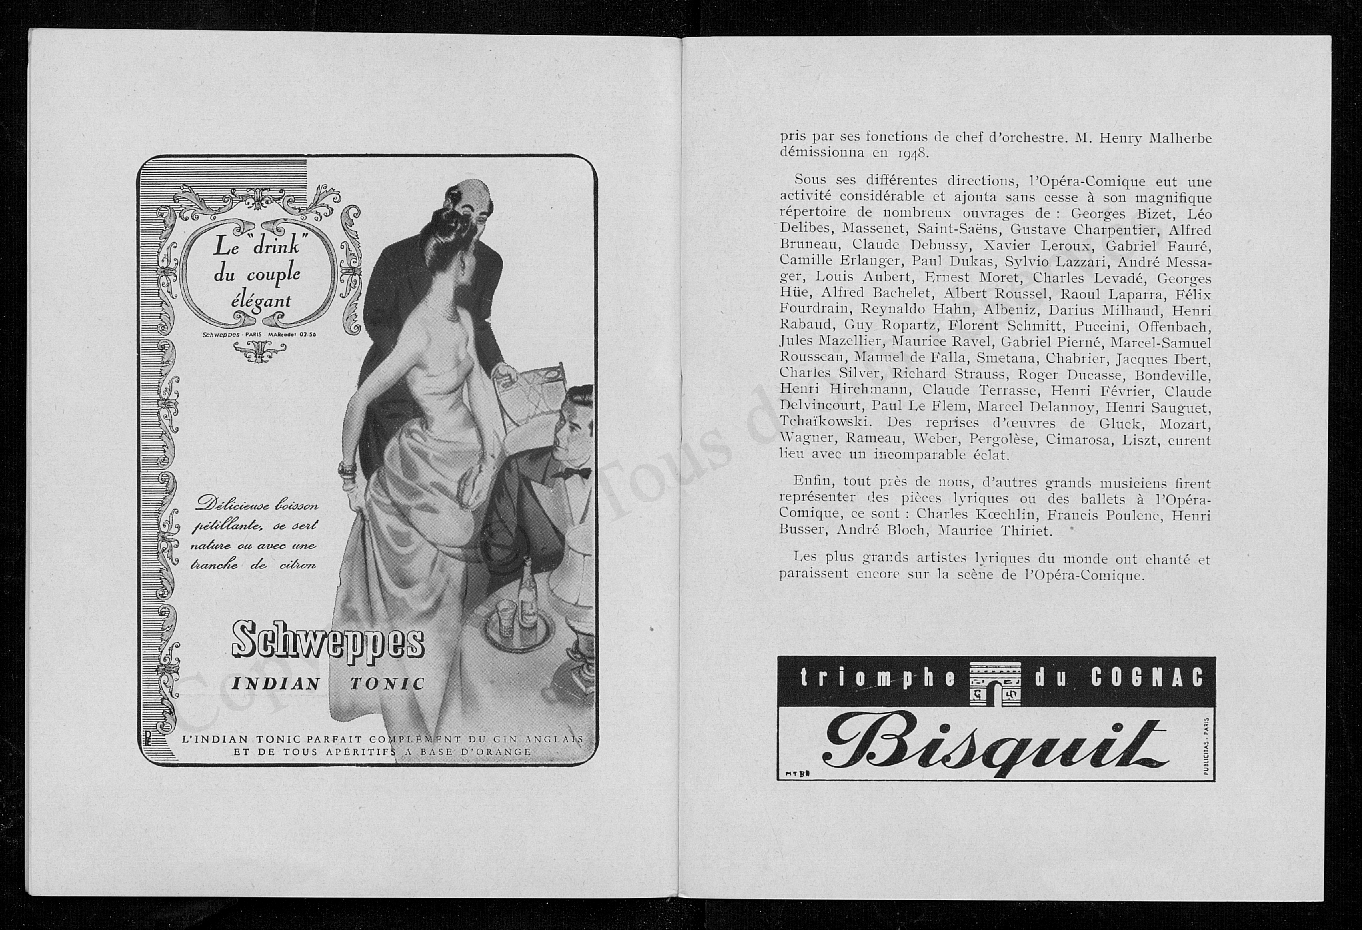 Le "drink"
du couple
élégant
Schweppes - PARIS MARcadet 02-56
Délicieuse boisson
pétillante, se sert
nature ou avec une
tranche de citron
Schweppes
INDIAN TONIC
L'INDIAN TONIC PARFAIT COMPLÉMENT DU GIN ANGLAIS
ET DE TOUS APÉRITIFS A BASE D'ORANGE
pris par ses fonctions de chef d'orchestre. M. Henry Malherbe
démissionna en 1948.
Sous ses différentes directions, l'Opéra-Comique eut une
activité considérable et ajouta sans cesse à son magnifique
répertoire de nombreux ouvrages de : Georges Bizet, Léo
Delibes, Massenet, Saint-Saëns, Gustave Charpentier, Alfred
Bruneau, Claude Debussy, Xavier Leroux, Gabriel Fauré,
Camille Erlanger, Paul Dukas, Sylvio Lazzari, André Messa-
ger, Louis Aubert, Ernest Moret, Charles Levadé, Georges
Hüe, Alfred Bachelet, Albert Roussel, Raoul Laparra, Félix
Fourdrain, Reynaldo Hahn, Albeniz, Darius Milhaud, Henri
Rabaud, Guy Ropartz, Florent Schmitt, Puccini, Offenbach,
Jules Mazellier, Maurice Ravel, Gabriel Pierné, Marcel-Samuel
Rousseau, Manuel de Falla, Smetana, Chabrier, Jacques Ibert,
Charles Silver, Richard Strauss, Roger Ducasse, Bondeville,
Henri Hirchmann, Claude Terrasse, Henri Février, Claude
Delvincourt, Paul Le Flem, Marcel Delannoy, Henri Sauguet,
Tchaïkowski. Des reprises d'œuvres de Gluck, Mozart,
Wagner, Rameau, Weber, Pergolèse, Cimarosa, Liszt, eurent
lieu avec un incomparable éclat.
Enfin, tout près de nous, d'autres grands musiciens firent
représenter des pièces lyriques ou des ballets à l'Opéra-
Comique, ce sont : Charles Kœchlin, Francis Poulenc, Henri
Busser, André Bloch, Maurice Thiriet.
Les plus grands artistes lyriques du monde ont chanté et
paraissent encore sur la scène de l'Opéra-Comique.
triomphe du COGNAC
Bisquit
PUBLICITAS - PARIS